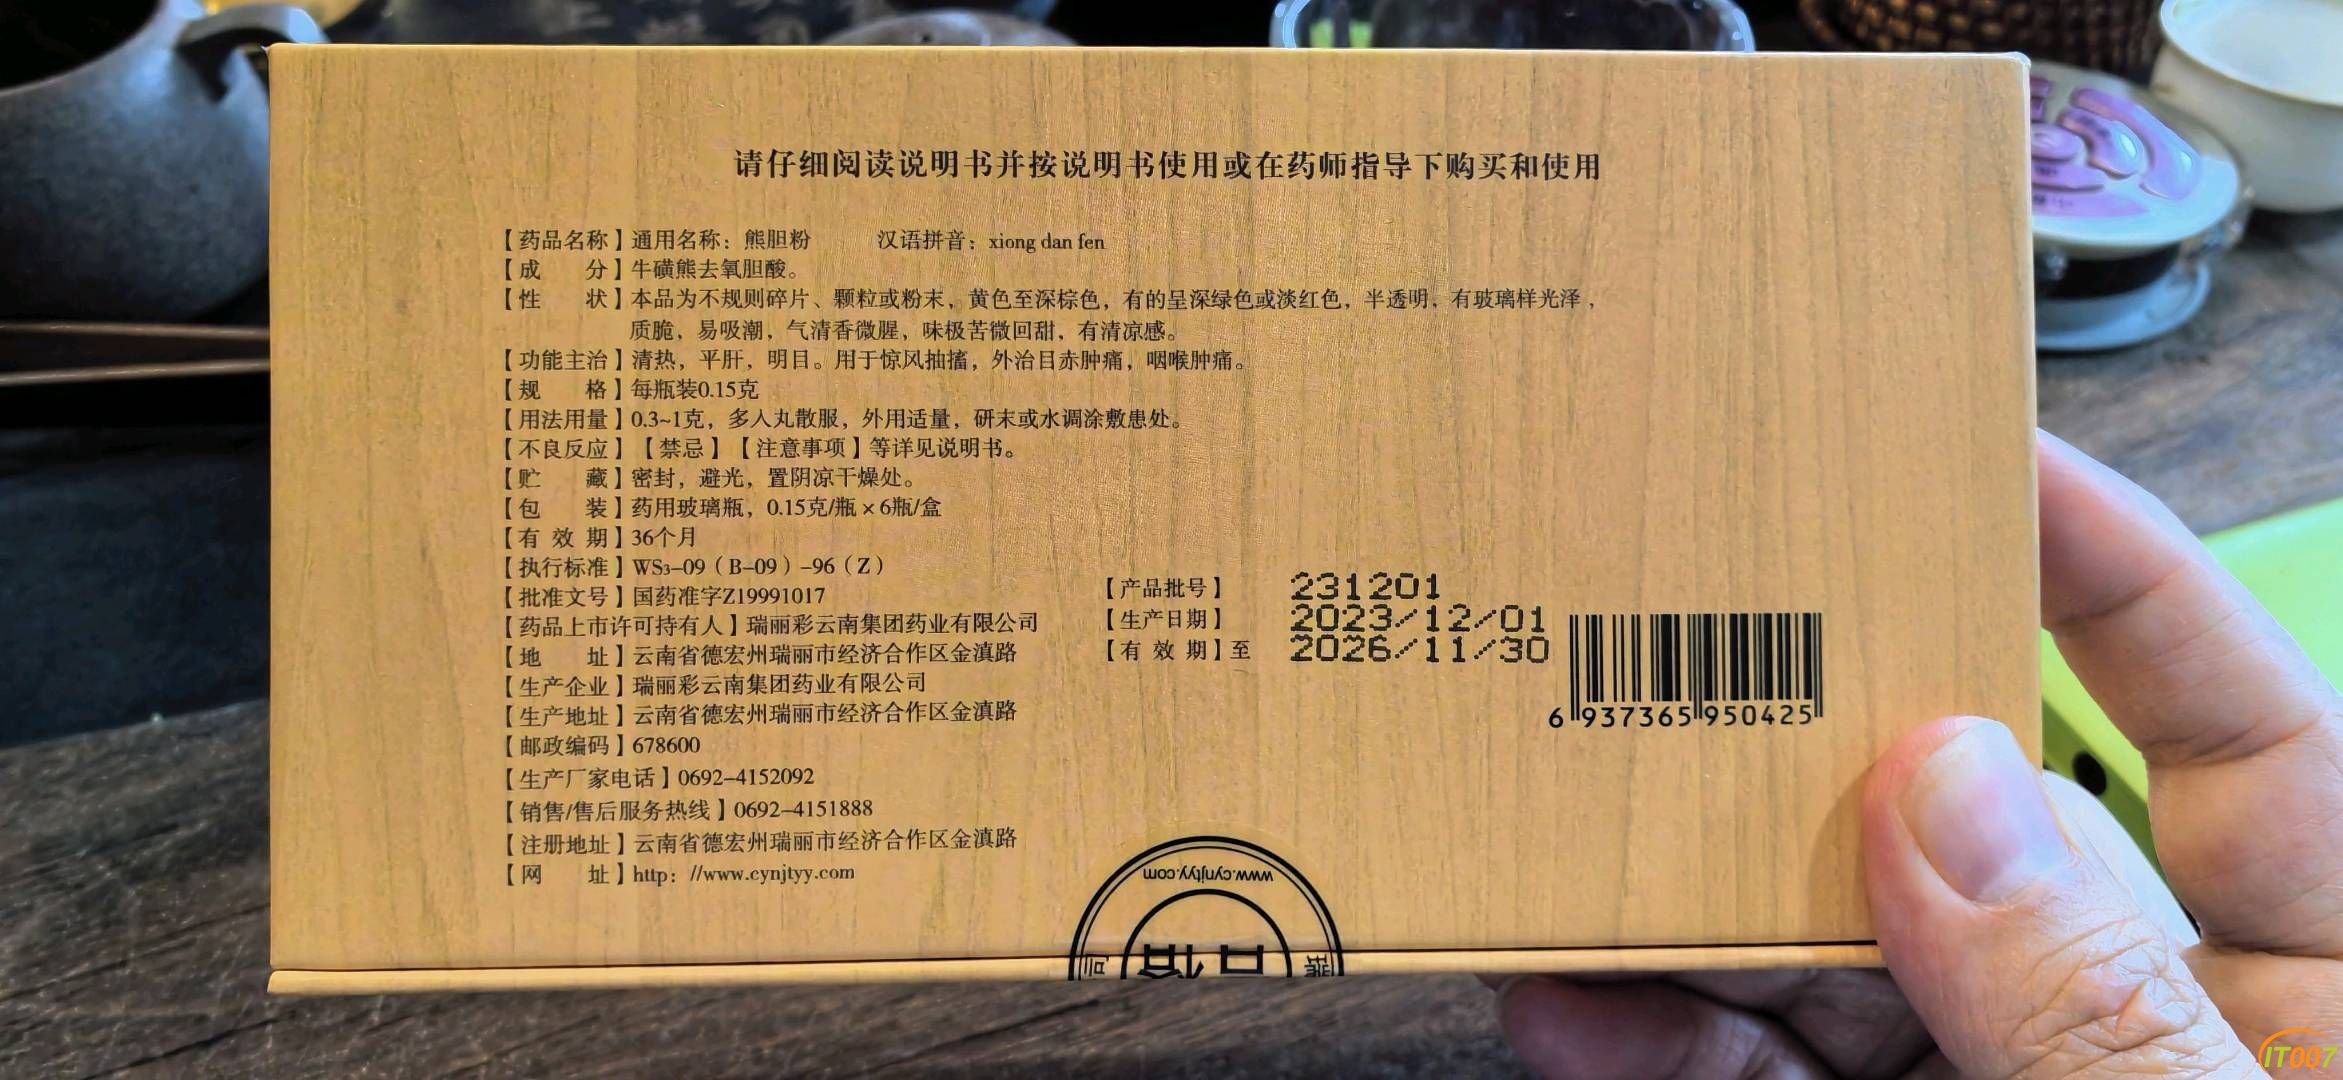 请仔细阅读说明书并按说明书使用或在药师指导下购买和使用
【药品名称】通用名称：熊胆粉 汉语拼音：xiong dan fen
【成 分】牛磺熊去氧胆酸。
【性 状】本品为不规则碎片、颗粒或粉末，黄色至深棕色，有的呈深绿色或淡红色，半透明，有玻璃样光泽，
质脆，易吸潮，气清香微腥，味极苦微回甜，有清凉感。
【功能主治】清热，平肝，明目。用于惊风抽搐，外治目赤肿痛，咽喉肿痛。
【规 格】每瓶装0.15克
【用法用量】0.3~1克，多入丸散服，外用适量，研末或水调涂敷患处。
【不良反应】【禁忌】【注意事项】等详见说明书。
【贮 藏】密封，避光，置阴凉干燥处。
【包 装】药用玻璃瓶，0.15克/瓶×6瓶/盒
【有 效 期】36个月
【执行标准】WS3-09（B-09）-96（Z）
【批准文号】国药准字Z19991017
【药品上市许可持有人】瑞丽彩云南集团药业有限公司
【地 址】云南省德宏州瑞丽市经济合作区金滇路
【生产企业】瑞丽彩云南集团药业有限公司
【生产地址】云南省德宏州瑞丽市经济合作区金滇路
【邮政编码】678600
【生产厂家电话】0692-4152092
【销售/售后服务热线】0692-4151888
【注册地址】云南省德宏州瑞丽市经济合作区金滇路
【网 址】http：//www.cynjtyy.com
【产品批号】 231201
【生产日期】 2023/12/01
【有 效 期】至 2026/11/30
6 937365 950425
www.cynjtyy.com
司
IT007